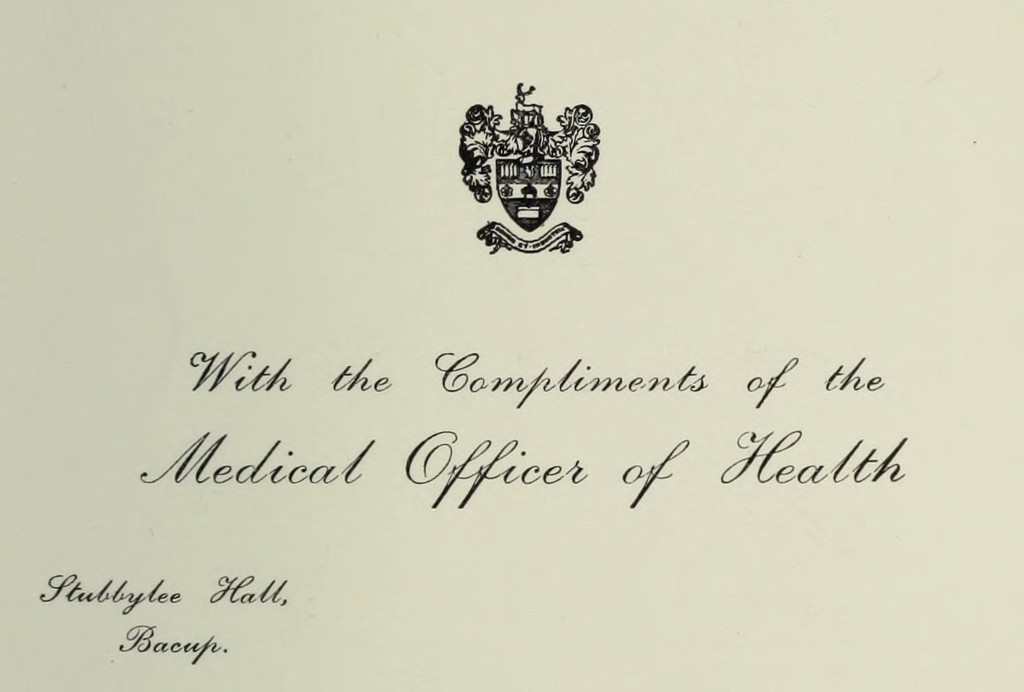 With the Compliments of the
Medical Officer of Health
Stubbylee Hall,
Bacup.